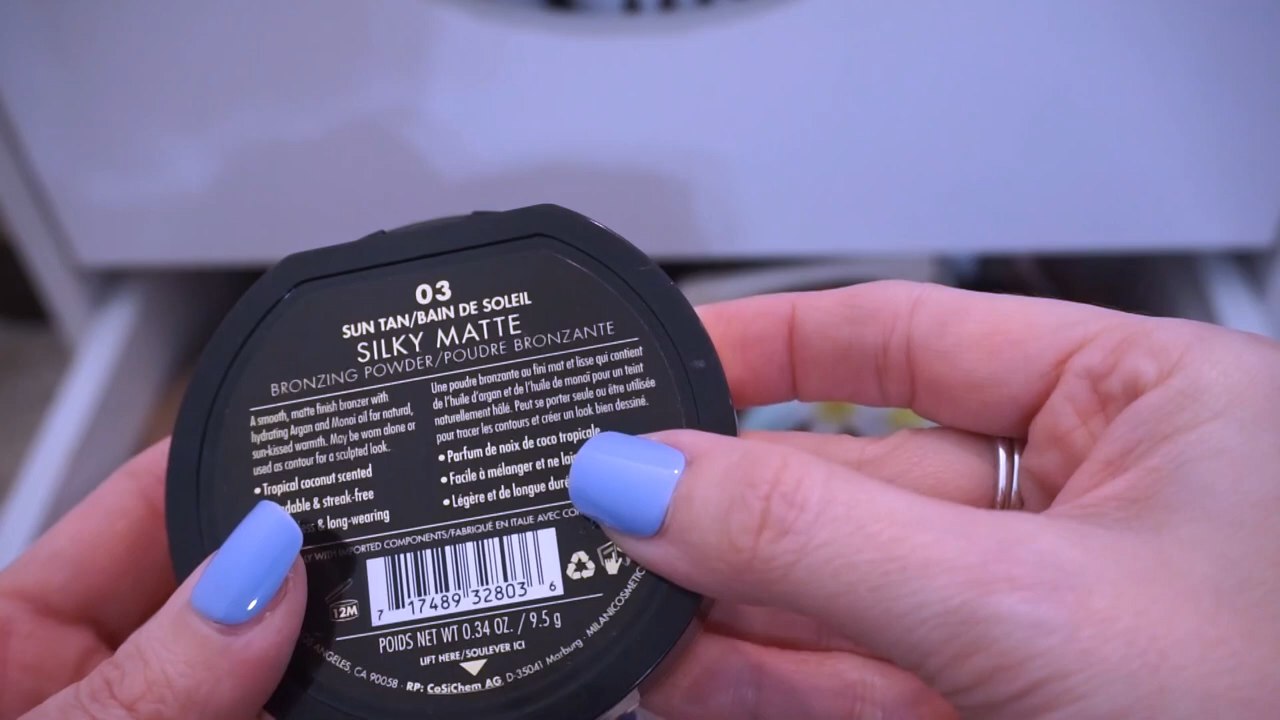 03
SUN TAN/BAIN DE SOLEIL
SILKY MATTE
BRONZING POWDER/POUDRE BRONZANTE
A smooth, matte finish bronzer with
hydrating Argan and Monoi oil for natural,
sun-kissed warmth. May be worn alone or
used as contour for a sculpted look.
• Tropical coconut scented
& streak-free
& long-wearing
Une poudre bronzante au fini mat et lisse qui contient
de l'huile d'argan et de l'huile de monoï pour un teint
naturellement hâlé. Peut se porter seule ou être utilisée
pour tracer les contours et créer un look bien dessiné.
• Parfum de noix de coco tropicale
• Facile à mélanger et ne
• Légère et de longue
WITH IMPORTED COMPONENTS/FABRIQUÉ EN ITALIE AVEC
12M
7 17489 32803 6
POIDS NET WT 0.34 OZ. / 9.5 g
LIFT HERE/SOULEVER ICI
ANGELES, CA 90058 · RP: CoSiChem AG, D-35041 Marburg · MILANICOSMETIC